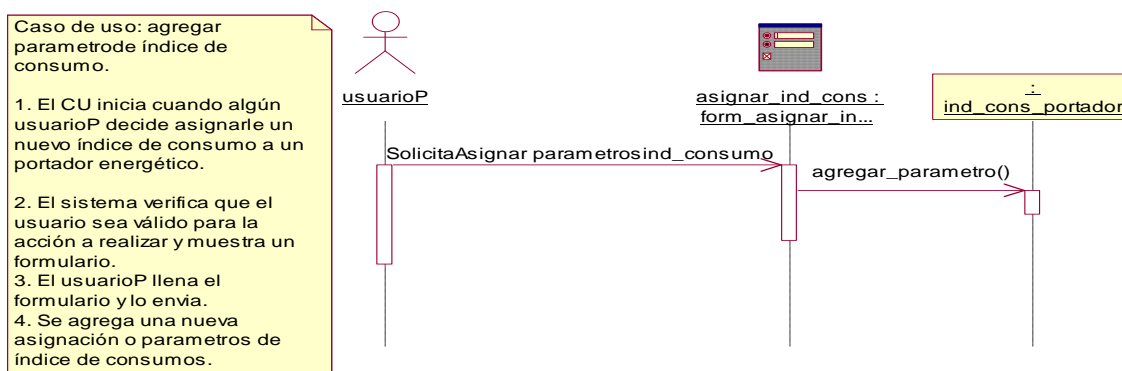 Caso de uso: agregar
parametrode índice de
consumo.
1. El CU inicia cuando algún
usuarioP decide asignarle un
nuevo índice de consumo a un
portador energético.
2. El sistema verifica que el
usuario sea válido para la
acción a realizar y muestra un
formulario.
3. El usuarioP llena el
formulario y lo envia.
4. Se agrega una nueva
asignación o parametros de
índice de consumos.
usuarioP
asignar_ind_cons :
form_asignar_in...
:
ind_cons_portador
SolicitaAsignar parametrosind_consumo
agregar_parametro()